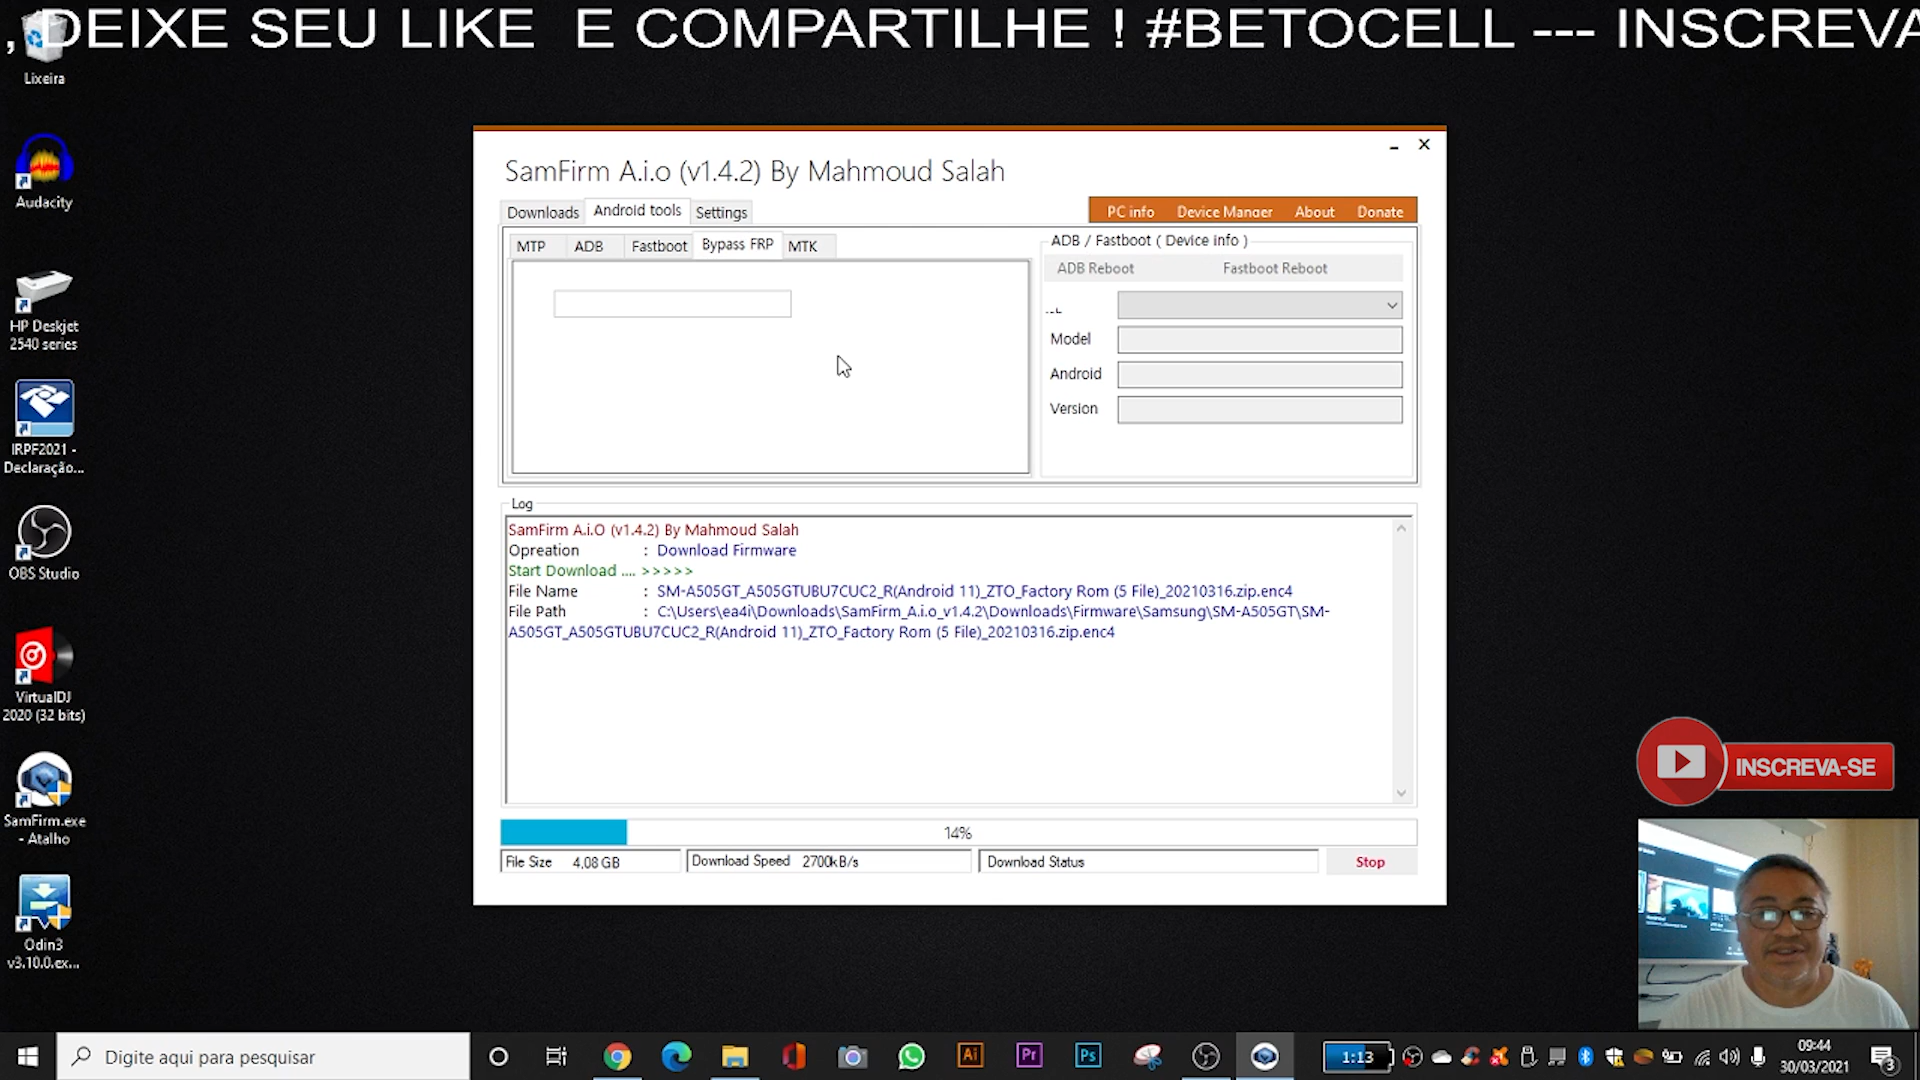 , DEIXE SEU LIKE E COMPARTILHE ! #BETOCELL --- INSCREVA
Lixeira
Audacity
HP Deskjet
2540 series
IRPF2021 -
Declaração...
OBS Studio
VirtualDJ
2020 (32 bits)
SamFirm.exe
- Atalho
Odin3
v3.10.0.ex...
SamFirm A.i.o (v1.4.2) By Mahmoud Salah
Downloads Android tools Settings
PC info Device Manger About Donate
MTP ADB Fastboot Bypass FRP MTK
ADB / Fastboot ( Device info )
ADB Reboot Fastboot Reboot
Model
Android
Version
Log
SamFirm A.i.O (v1.4.2) By Mahmoud Salah
Opreation : Download Firmware
Start Download .... >>>>>
File Name : SM-A505GT_A505GTUBU7CUC2_R(Android 11)_ZTO_Factory Rom (5 File)_20210316.zip.enc4
File Path : C:\Users\ea4i\Downloads\SamFirm_A.i.o_v1.4.2\Downloads\Firmware\Samsung\SM-A505GT\SM-
A505GT_A505GTUBU7CUC2_R(Android 11)_ZTO_Factory Rom (5 File)_20210316.zip.enc4
14%
File Size 4,08 GB Download Speed 2700kB/s Download Status Stop
INSCREVA-SE
Digite aqui para pesquisar
Ai
Pr
Ps
1:13
09:44
30/03/2021
3